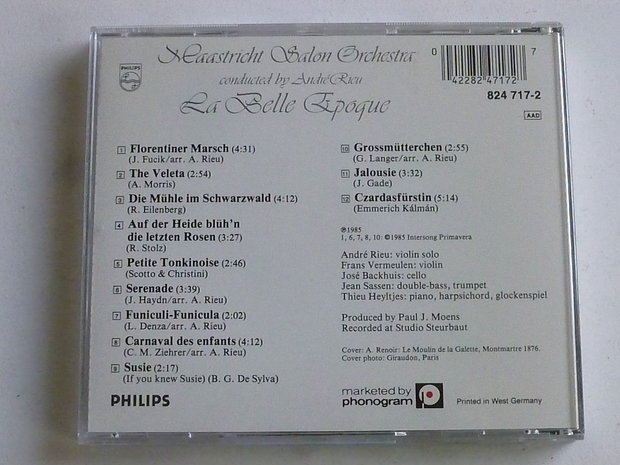 Maastricht Salon Orchestra
conducted by André Rieu
La Belle Epoque
PHILIPS
0 7
42282 47172
824 717-2
AAD
1 Florentiner Marsch (4:31)
(J. Fucik/arr. A. Rieu)
2 The Veleta (2:54)
(A. Morris)
3 Die Mühle im Schwarzwald (4:12)
(R. Eilenberg)
4 Auf der Heide blüh'n
die letzten Rosen (3:27)
(R. Stolz)
5 Petite Tonkinoise (2:46)
(Scotto & Christini)
6 Serenade (3:39)
(J. Haydn/arr. A. Rieu)
7 Funiculi-Funicula (2:02)
(L. Denza/arr. A. Rieu)
8 Carnaval des enfants (4:12)
(C. M. Ziehrer/arr. A. Rieu)
9 Susie (2:17)
(If you knew Susie) (B. G. De Sylva)
10 Grossmütterchen (2:55)
(G. Langer/arr. A. Rieu)
11 Jalousie (3:32)
(J. Gade)
12 Czardasfürstin (5:14)
(Emmerich Kálmán)
℗1985
1, 6, 7, 8, 10: ©1985 Intersong Primavera
André Rieu: violin solo
Frans Vermeulen: violin
José Backhuis: cello
Jean Sassen: double-bass, trumpet
Thieu Heyltjes: piano, harpsichord, glockenspiel
Produced by Paul J. Moens
Recorded at Studio Steurbaut
Cover: A. Renoir: Le Moulin de la Galette, Montmartre 1876.
Cover photo: Giraudon, Paris
PHILIPS
marketed by
phonogram
Printed in West Germany